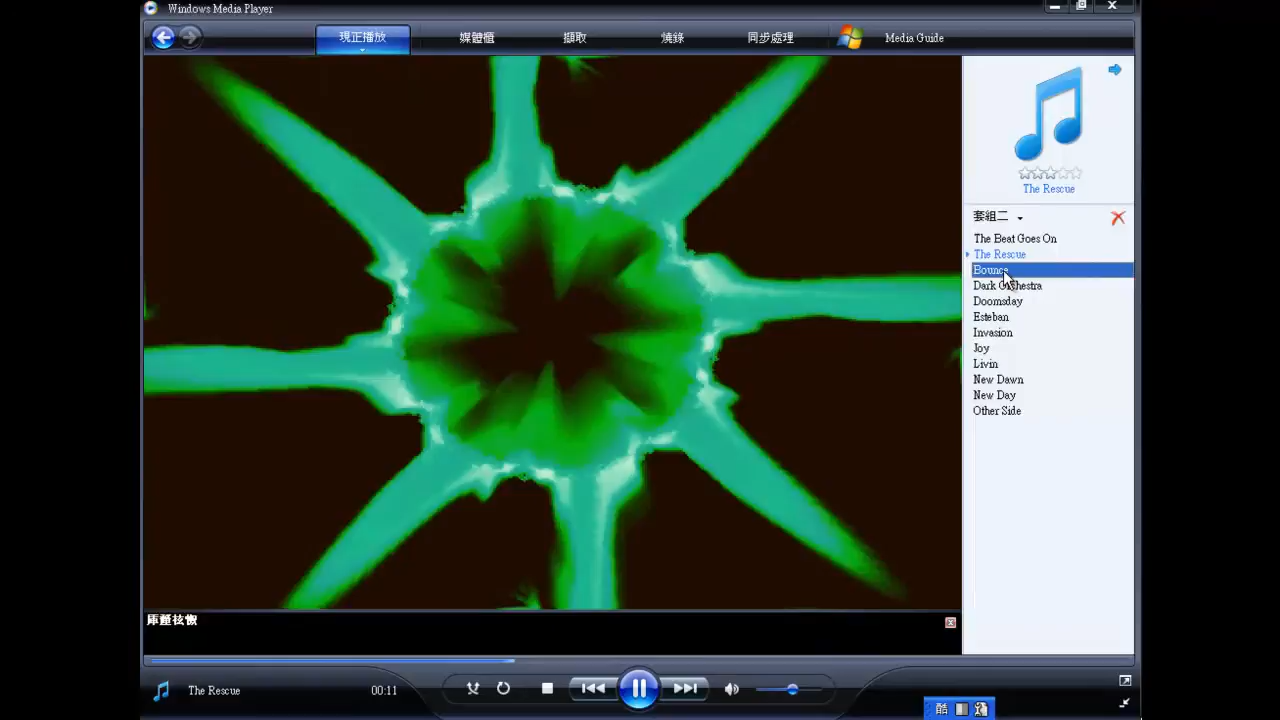 Windows Media Player
現正播放 媒體櫃 擷取 燒錄 同步處理 Media Guide
The Rescue
套組二
The Beat Goes On
The Rescue
Bounce
Dark Orchestra
Doomsday
Esteban
Invasion
Joy
Livin
New Dawn
New Day
Other Side
The Rescue 00:11
酷